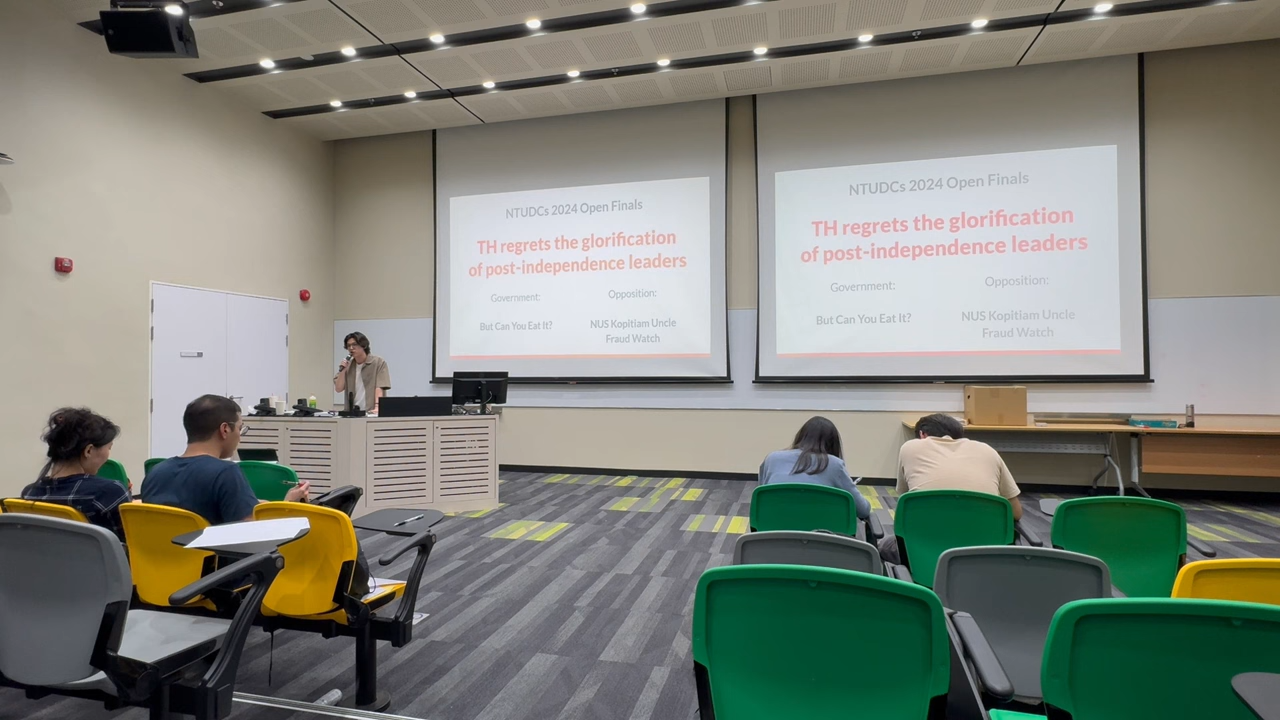 NTUDCs 2024 Open Finals
TH regrets the glorification
of post-independence leaders
Government:
Opposition:
But Can You Eat It?
NUS Kopitiam Uncle
Fraud Watch
NTUDCs 2024 Open Finals
TH regrets the glorification
of post-independence leaders
Government:
Opposition:
But Can You Eat It?
NUS Kopitiam Uncle
Fraud Watch